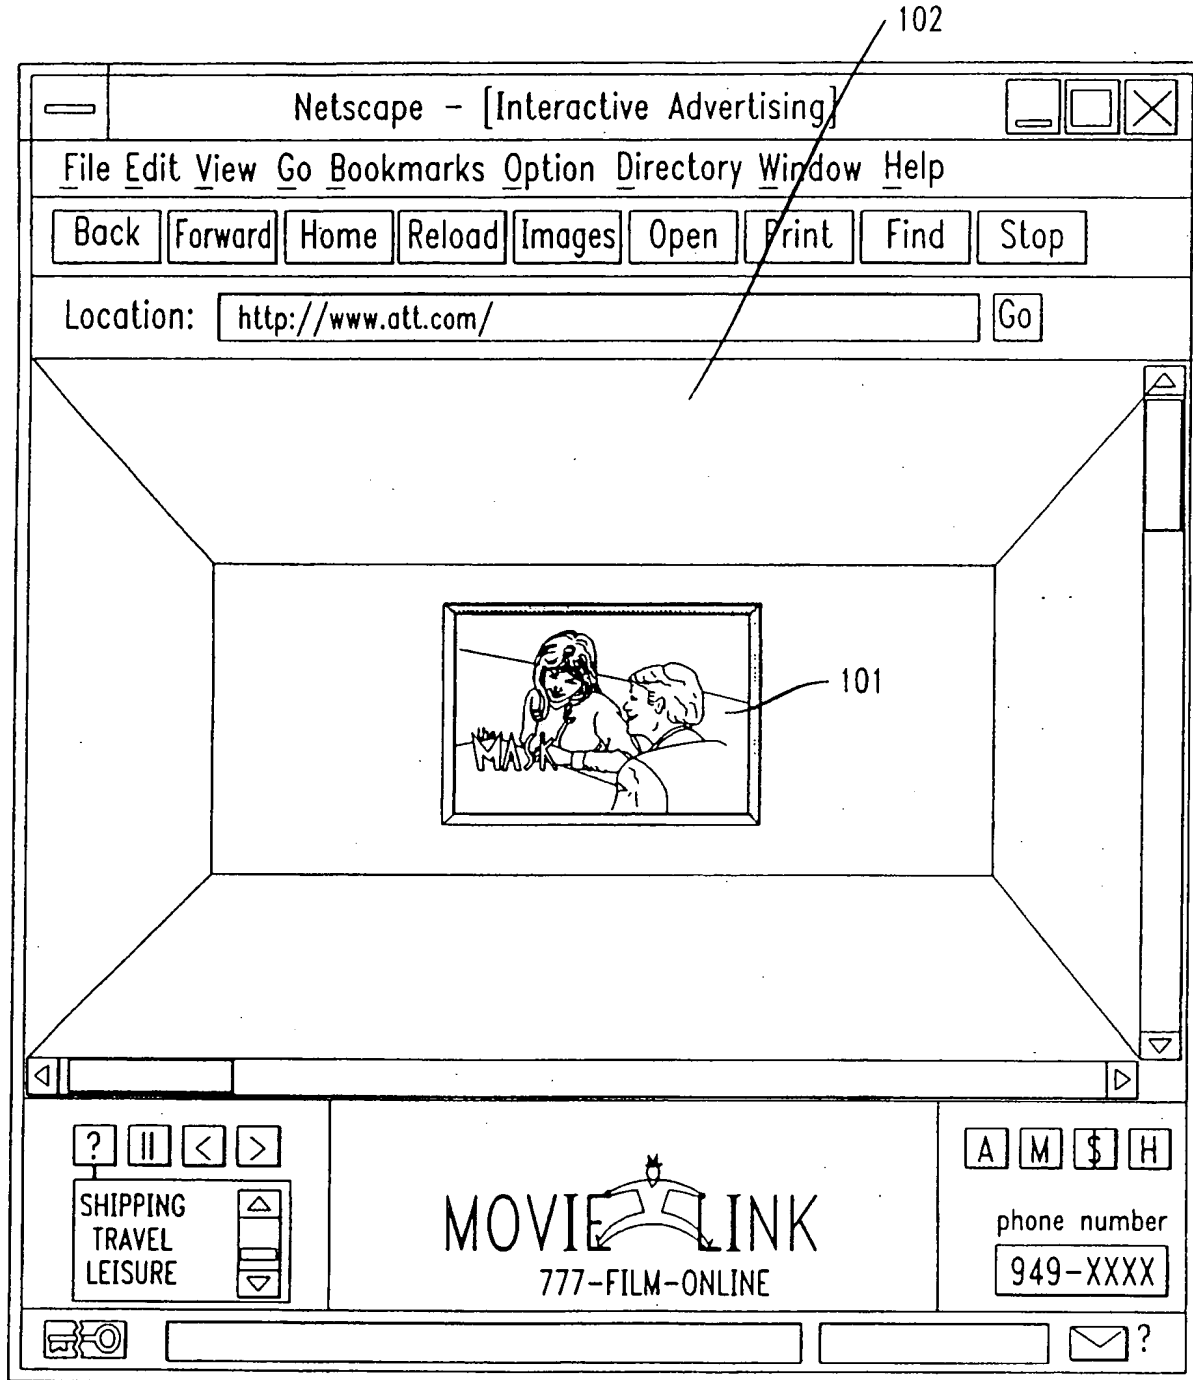 102
Netscape - [Interactive Advertising]
File Edit View Go Bookmarks Option Directory Window Help
Back Forward Home Reload Images Open Print Find Stop
Location: http://www.att.com/ Go
101
the
MASK
? || < > A M $ H
SHIPPING
TRAVEL
LEISURE
MOVIE LINK
777-FILM-ONLINE
phone number
949-XXXX
?